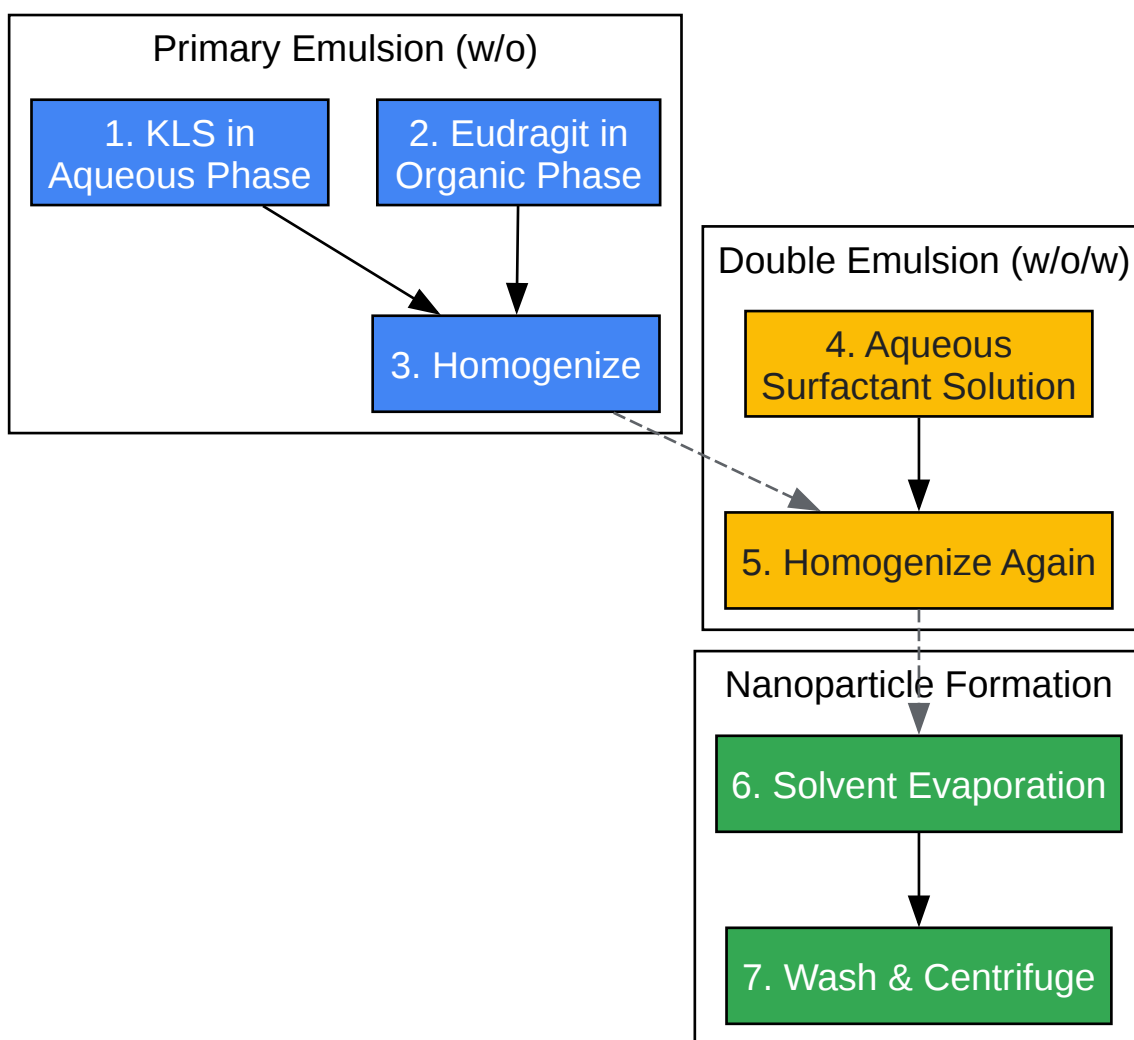 Primary Emulsion (w/o)
1. KLS in
Aqueous Phase
2. Eudragit in
Organic Phase
3. Homogenize
Double Emulsion (w/o/w)
4. Aqueous
Surfactant Solution
5. Homogenize Again
Nanoparticle Formation
6. Solvent Evaporation
7. Wash & Centrifuge